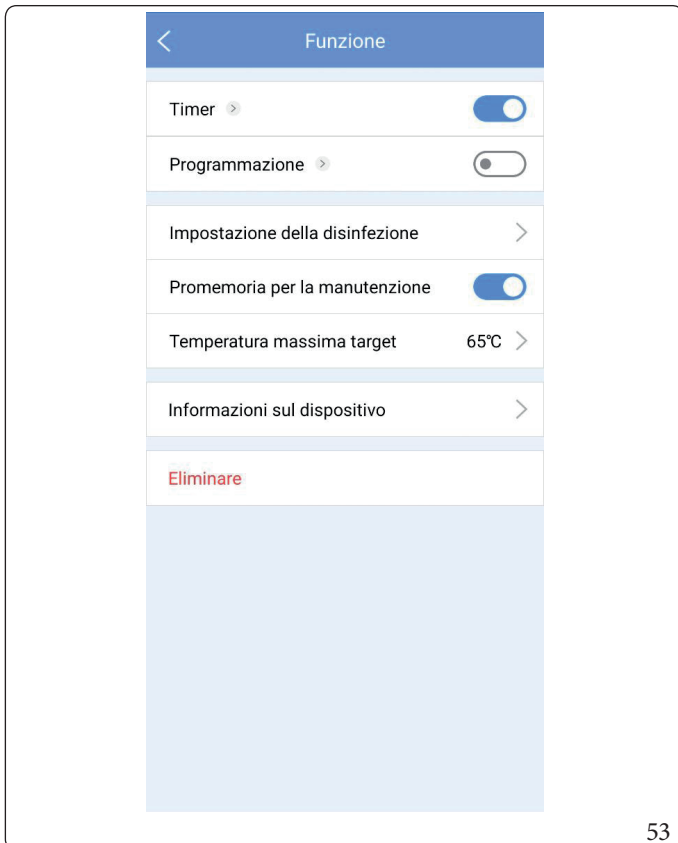 Funzione
Timer
Programmazione
Impostazione della disinfezione
Promemoria per la manutenzione
Temperatura massima target 65℃
Informazioni sul dispositivo
Eliminare
53